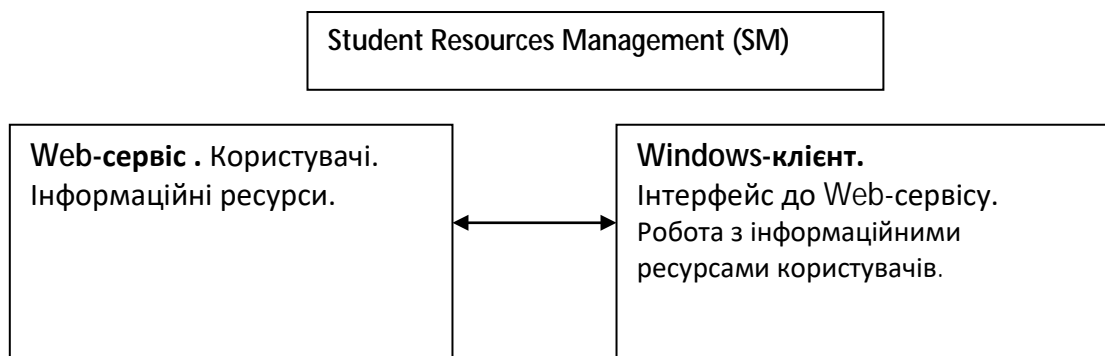 Student Resources Management (SM)
Web-сервіс . Користувачі.
Інформаційні ресурси.
Windows-клієнт.
Інтерфейс до Web-сервісу.
Робота з інформаційними
ресурсами користувачів.